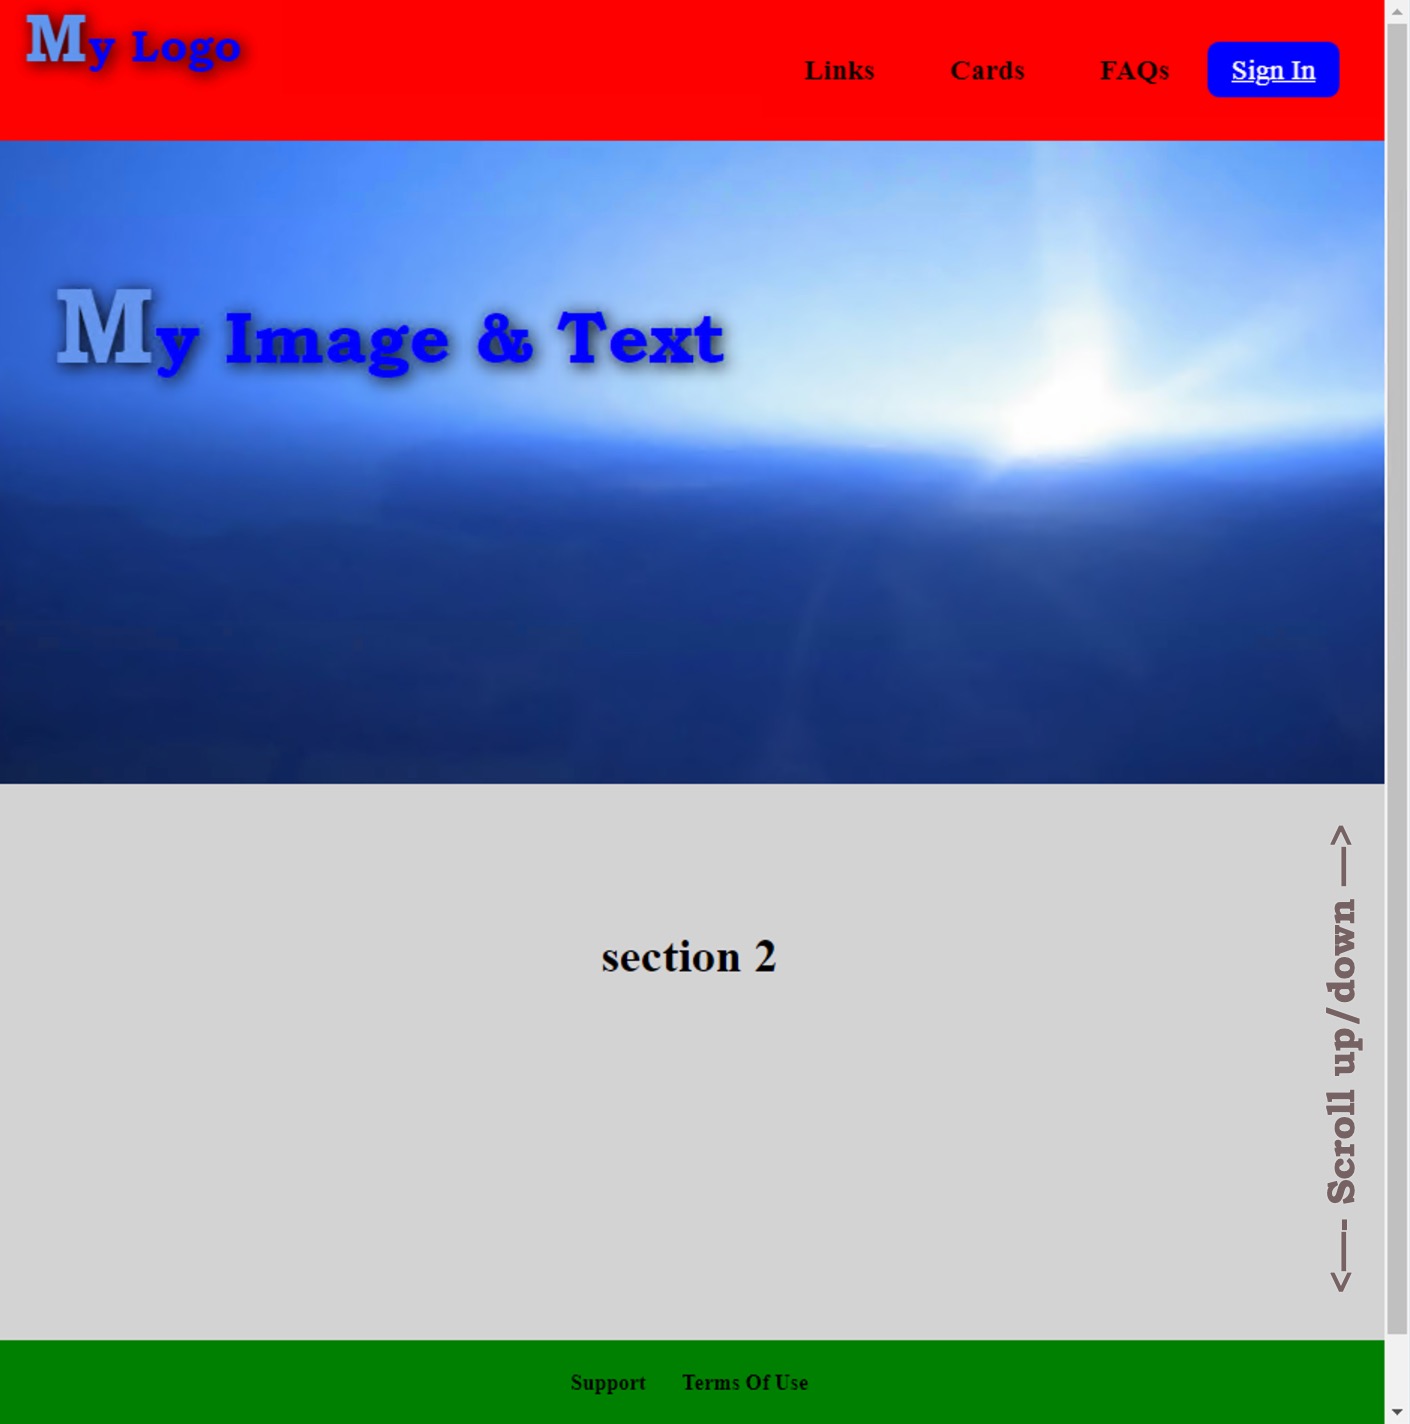 My Logo
Links Cards FAQs Sign In
My Image & Text
section 2
<—- Scroll up/down —>
Support Terms Of Use